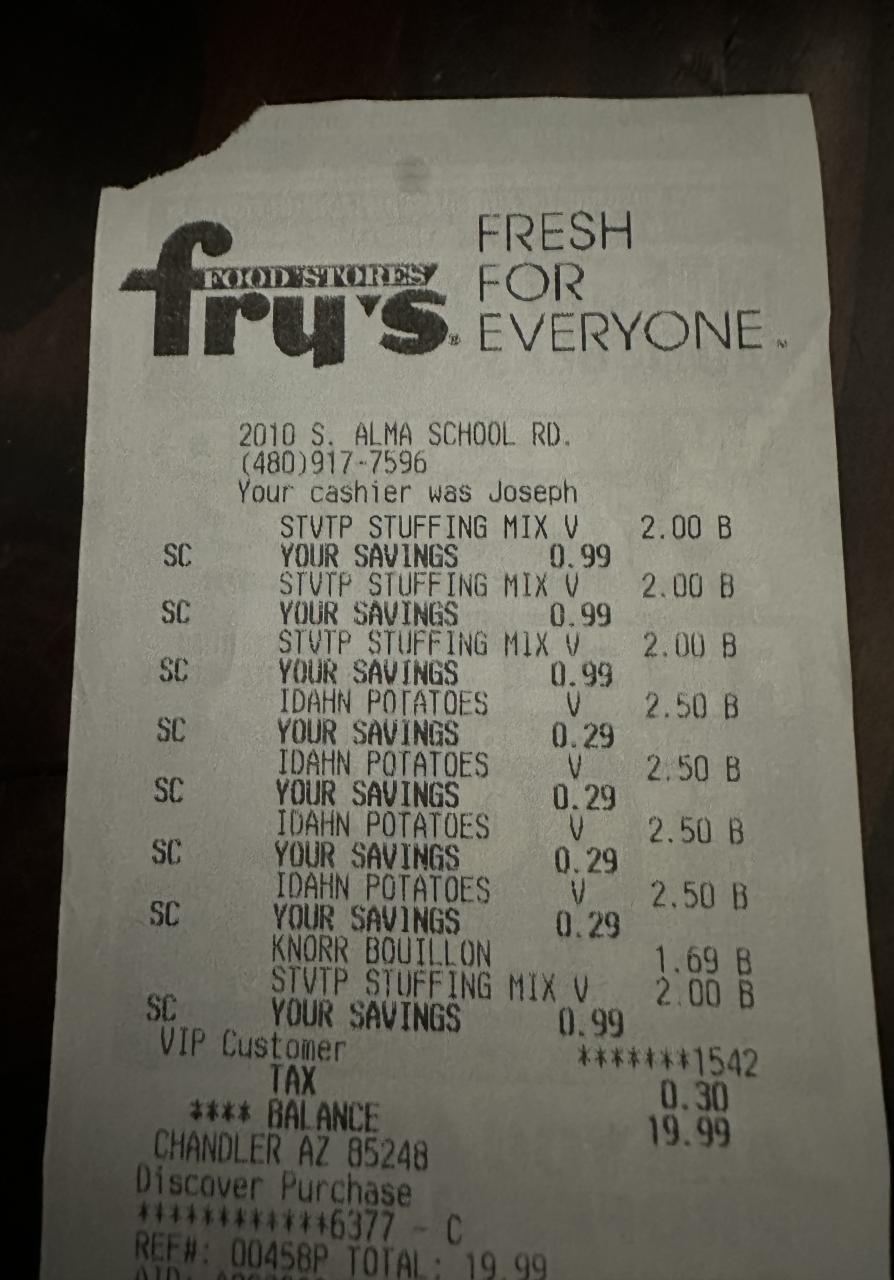 FOOD STORES
fry's®
FRESH
FOR
EVERYONE™
2010 S. ALMA SCHOOL RD.
(480)917-7596
Your cashier was Joseph
STVTP STUFFING MIX V 2.00 B
SC YOUR SAVINGS 0.99
STVTP STUFFING MIX V 2.00 B
SC YOUR SAVINGS 0.99
STVTP STUFFING MIX V 2.00 B
SC YOUR SAVINGS 0.99
IDAHN POTATOES V 2.50 B
SC YOUR SAVINGS 0.29
IDAHN POTATOES V 2.50 B
SC YOUR SAVINGS 0.29
IDAHN POTATOES V 2.50 B
SC YOUR SAVINGS 0.29
IDAHN POTATOES V 2.50 B
SC YOUR SAVINGS 0.29
KNORR BOUILLON 1.69 B
STVTP STUFFING MIX V 2.00 B
SC YOUR SAVINGS 0.99
VIP Customer *******1542
TAX 0.30
**** BALANCE 19.99
CHANDLER AZ 85248
Discover Purchase
************6377 - C
REF#: 00458P TOTAL: 19.99